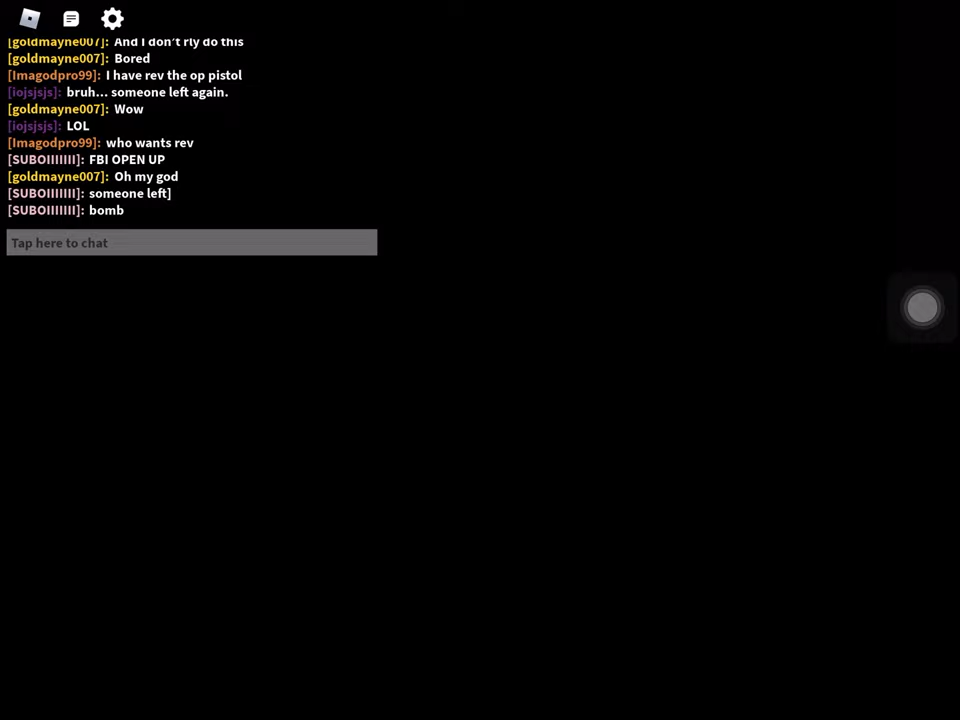 [goldmayne007]: And I don't rly do this
[goldmayne007]: Bored
[Imagodpro99]: I have rev the op pistol
[iojsjsjs]: bruh... someone left again.
[goldmayne007]: Wow
[iojsjsjs]: LOL
[Imagodpro99]: who wants rev
[SUBOIIIIIII]: FBI OPEN UP
[goldmayne007]: Oh my god
[SUBOIIIIIII]: someone left]
[SUBOIIIIIII]: bomb
Tap here to chat